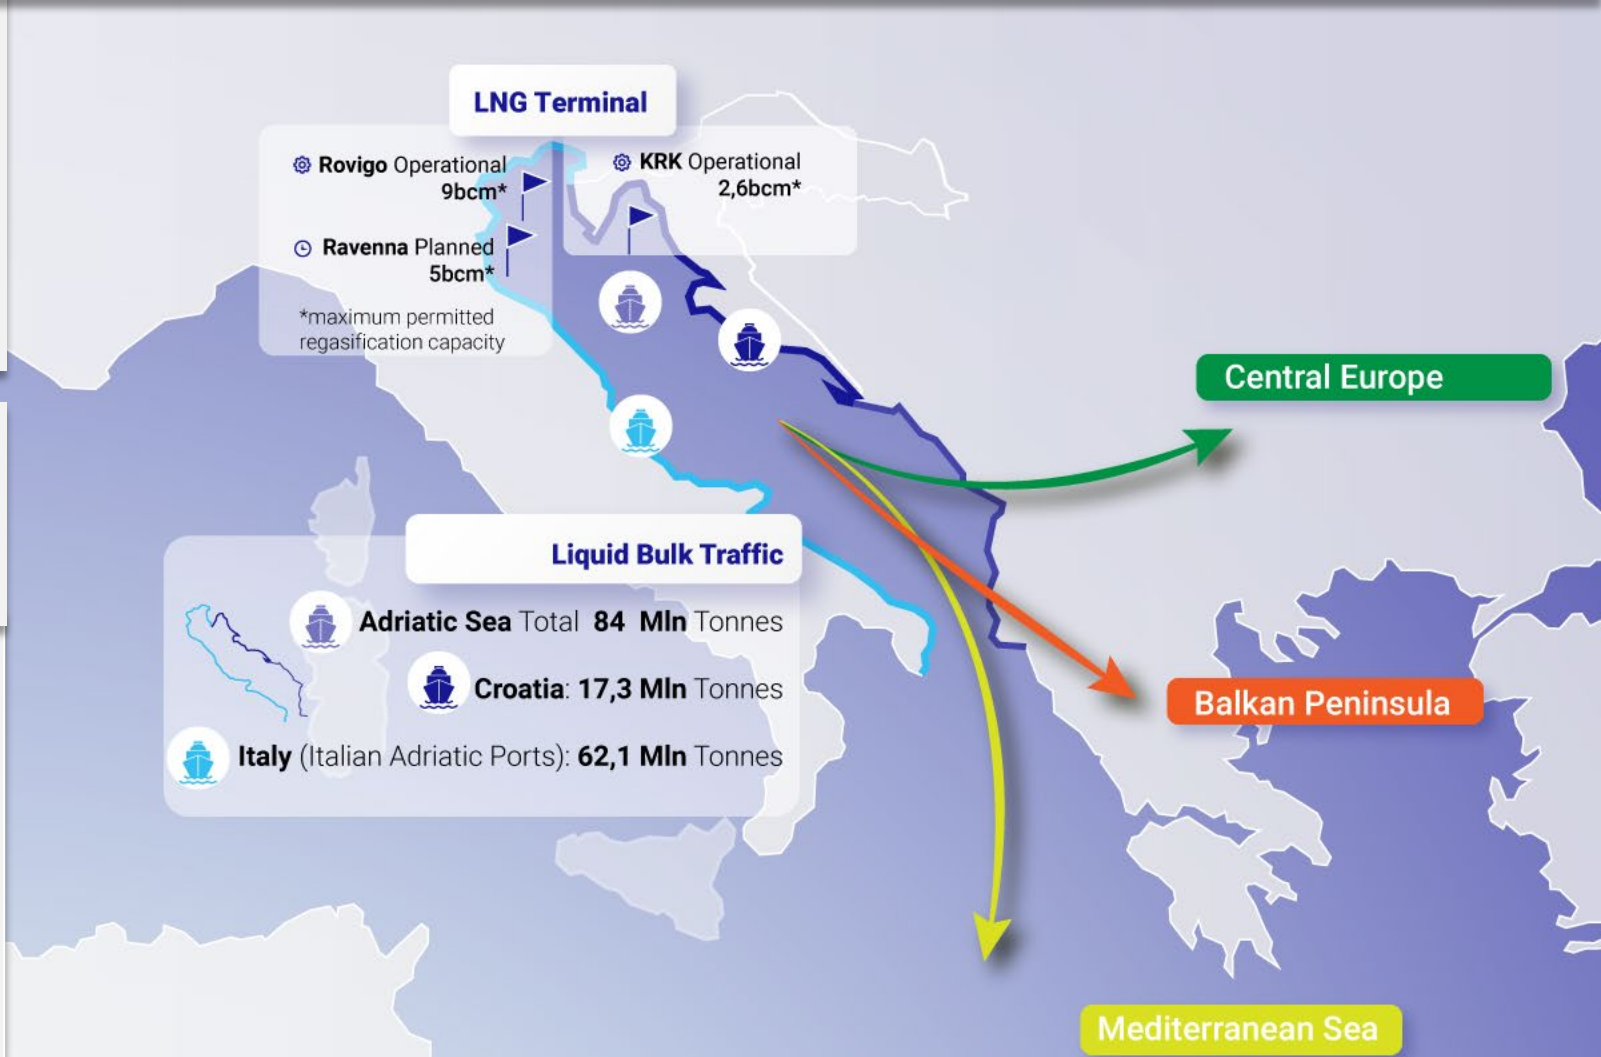 LNG Terminal
Rovigo Operational
9bcm*
Ravenna Planned
5bcm*
*maximum permitted
regasification capacity
KRK Operational
2,6bcm*
Central Europe
Liquid Bulk Traffic
Adriatic Sea Total 84 Mln Tonnes
Croatia: 17,3 Mln Tonnes
Italy (Italian Adriatic Ports): 62,1 Mln Tonnes
Balkan Peninsula
Mediterranean Sea